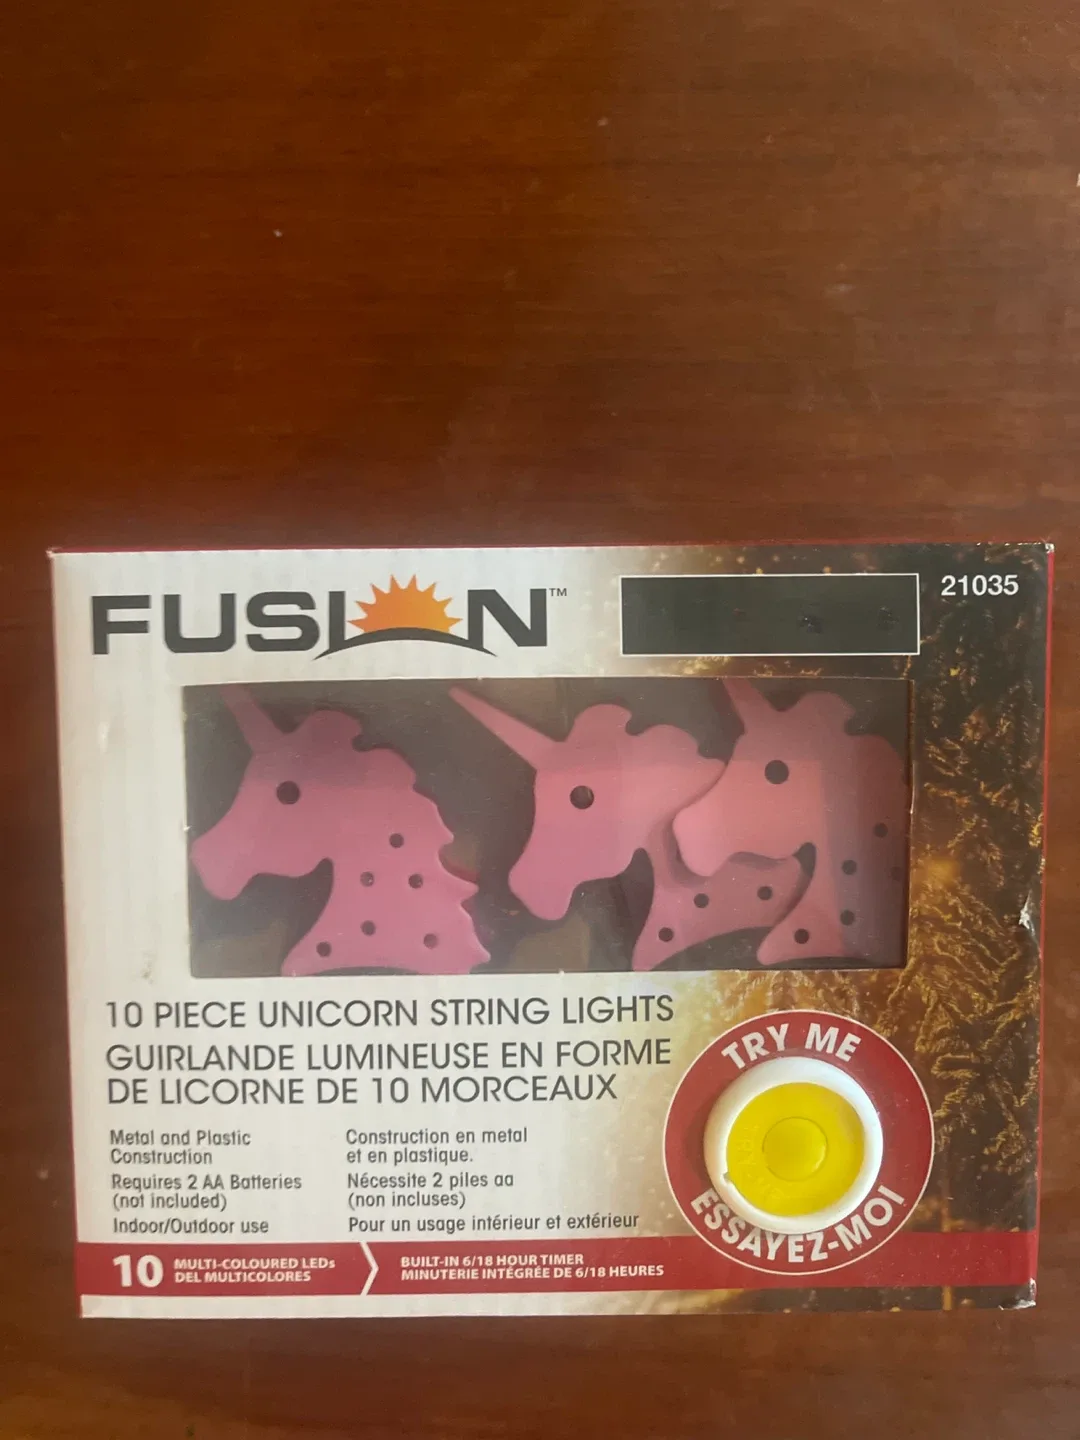 FUSION™
21035
10 PIECE UNICORN STRING LIGHTS
GUIRLANDE LUMINEUSE EN FORME
DE LICORNE DE 10 MORCEAUX
Metal and Plastic
Construction
Requires 2 AA Batteries
(not included)
Indoor/Outdoor use
Construction en metal
et en plastique.
Nécessite 2 piles aa
(non incluses)
Pour un usage intérieur et extérieur
TRY ME
ESSAYEZ-MOI
10
MULTI-COLOURED LEDs
DEL MULTICOLORES
BUILT-IN 6/18 HOUR TIMER
MINUTERIE INTÉGRÉE DE 6/18 HEURES